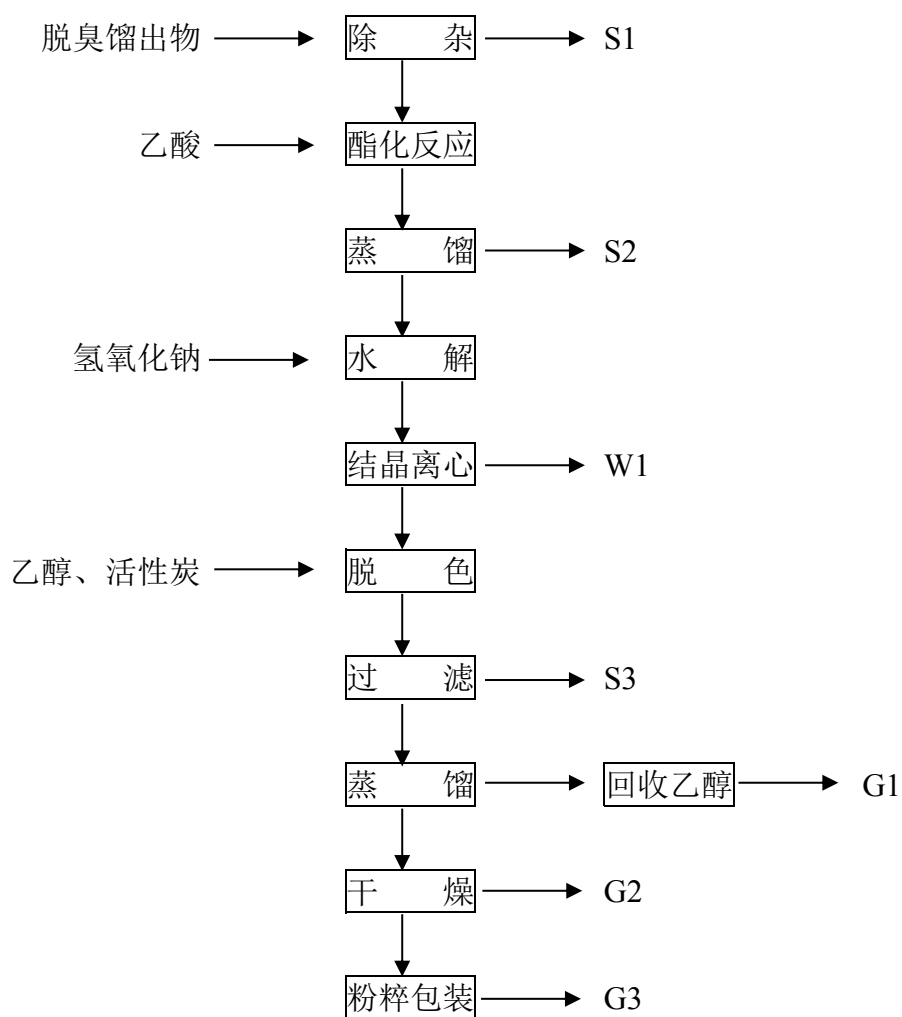 脱臭馏出物 除 杂 S1
乙酸 酯化反应
蒸 馏 S2
氢氧化钠 水 解
结晶离心 W1
乙醇、活性炭 脱 色
过 滤 S3
蒸 馏 回收乙醇 G1
干 燥 G2
粉粹包装 G3